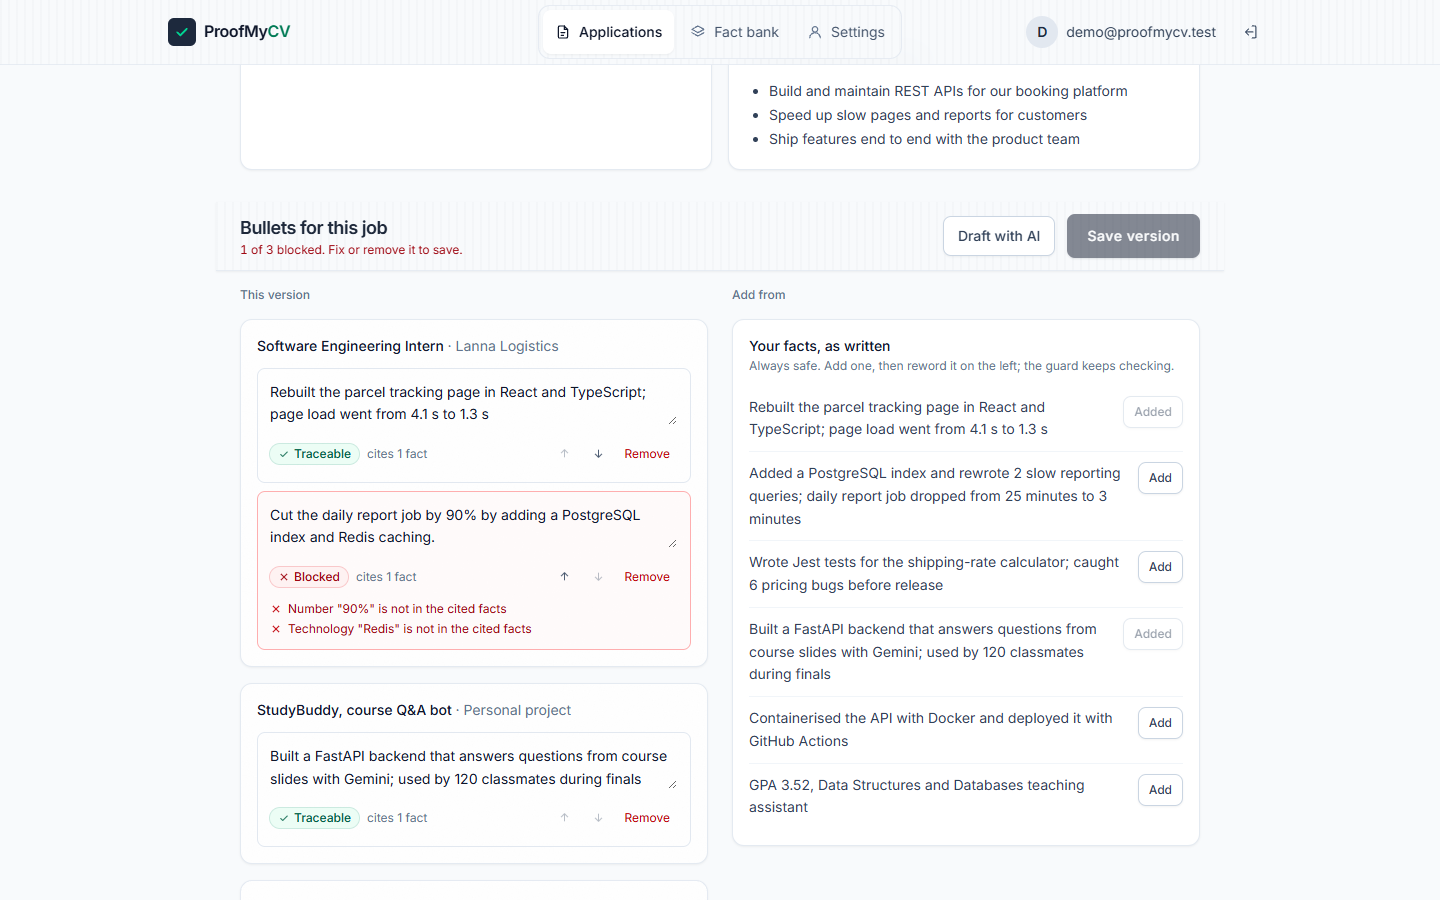 ProofMyCV
Applications
Fact bank
Settings
D
demo@proofmycv.test
Build and maintain REST APIs for our booking platform
Speed up slow pages and reports for customers
Ship features end to end with the product team
Bullets for this job
1 of 3 blocked. Fix or remove it to save.
Draft with AI
Save version
This version
Software Engineering Intern · Lanna Logistics
Rebuilt the parcel tracking page in React and TypeScript;
page load went from 4.1 s to 1.3 s
Traceable
cites 1 fact
Remove
Cut the daily report job by 90% by adding a PostgreSQL
index and Redis caching.
Blocked
cites 1 fact
Remove
Number "90%" is not in the cited facts
Technology "Redis" is not in the cited facts
StudyBuddy, course Q&A bot · Personal project
Built a FastAPI backend that answers questions from course
slides with Gemini; used by 120 classmates during finals
Traceable
cites 1 fact
Remove
Add from
Your facts, as written
Always safe. Add one, then reword it on the left; the guard keeps checking.
Rebuilt the parcel tracking page in React and
TypeScript; page load went from 4.1 s to 1.3 s
Added
Added a PostgreSQL index and rewrote 2 slow reporting
queries; daily report job dropped from 25 minutes to 3
minutes
Add
Wrote Jest tests for the shipping-rate calculator; caught
6 pricing bugs before release
Add
Built a FastAPI backend that answers questions from
course slides with Gemini; used by 120 classmates
during finals
Added
Containerised the API with Docker and deployed it with
GitHub Actions
Add
GPA 3.52, Data Structures and Databases teaching
assistant
Add